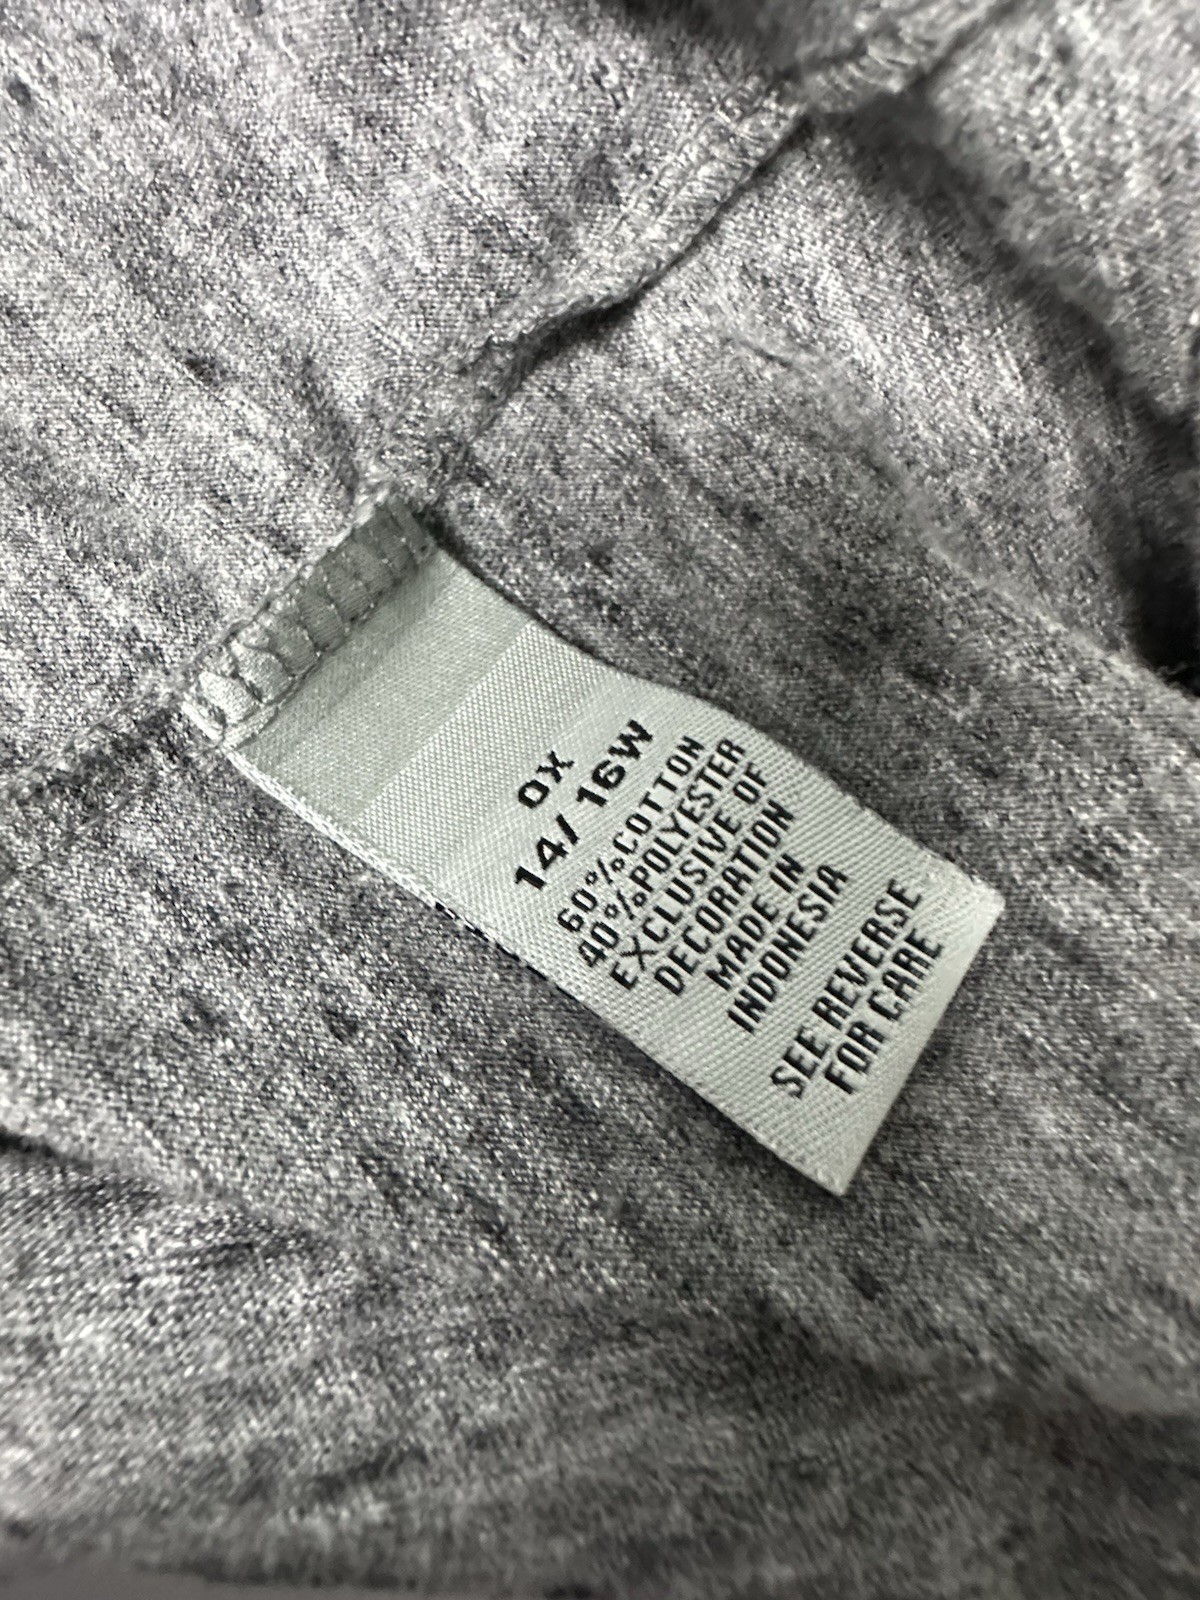 0X
14/16W
60%COTTON
40%POLYESTER
EXCLUSIVE OF
DECORATION
MADE IN
INDONESIA
SEE REVERSE
FOR CARE